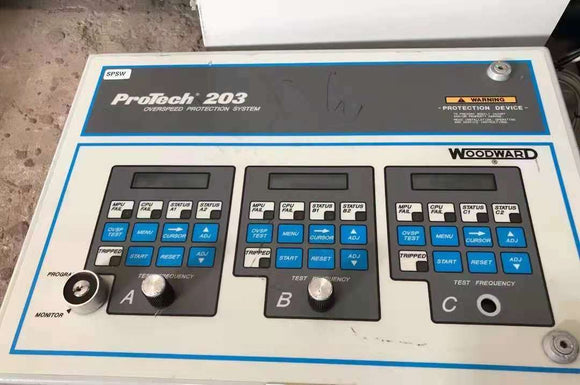 SPSW
ProTech® 203
OVERSPEED PROTECTION SYSTEM
WARNING
-PROTECTION DEVICE-
WOODWARD
®
MPU FAIL
CPU FAIL
STATUS A1
STATUS A2
OVSP TEST
MENU
CURSOR
ADJ
TRIPPED
START
RESET
ADJ
TEST FREQUENCY
A
MPU FAIL
CPU FAIL
STATUS B1
STATUS B2
OVSP TEST
MENU
CURSOR
ADJ
TRIPPED
START
RESET
ADJ
TEST FREQUENCY
B
MPU FAIL
CPU FAIL
STATUS C1
STATUS C2
OVSP TEST
MENU
CURSOR
ADJ
TRIPPED
START
RESET
ADJ
TEST FREQUENCY
C
MONITOR